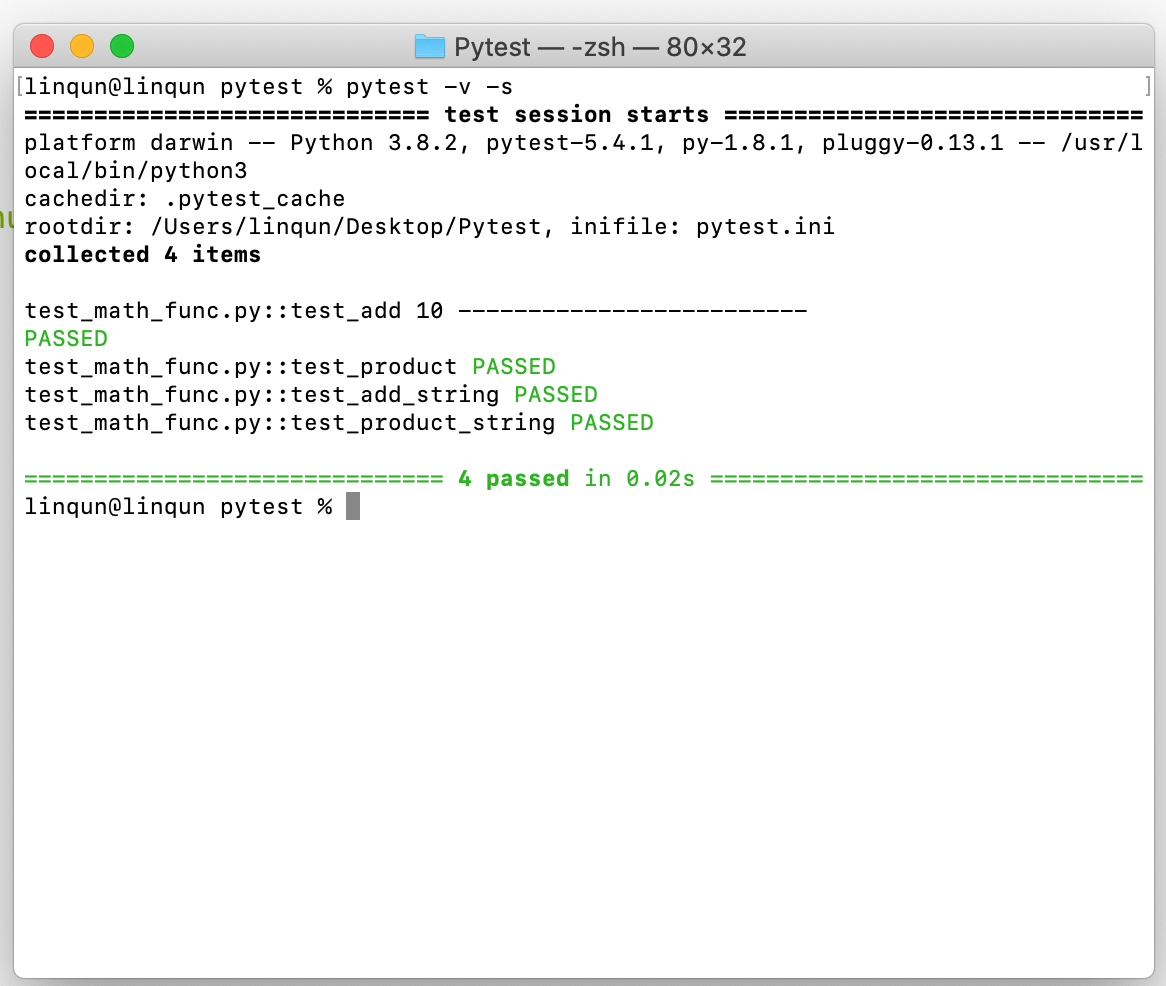 Pytest — -zsh — 80×32
[linqun@linqun pytest % pytest -v -s ]
============================= test session starts ==============================
platform darwin -- Python 3.8.2, pytest-5.4.1, py-1.8.1, pluggy-0.13.1 -- /usr/l
ocal/bin/python3
cachedir: .pytest_cache
rootdir: /Users/linqun/Desktop/Pytest, inifile: pytest.ini
collected 4 items
test_math_func.py::test_add 10 -------------------------
PASSED
test_math_func.py::test_product PASSED
test_math_func.py::test_add_string PASSED
test_math_func.py::test_product_string PASSED
============================== 4 passed in 0.02s ===============================
linqun@linqun pytest %